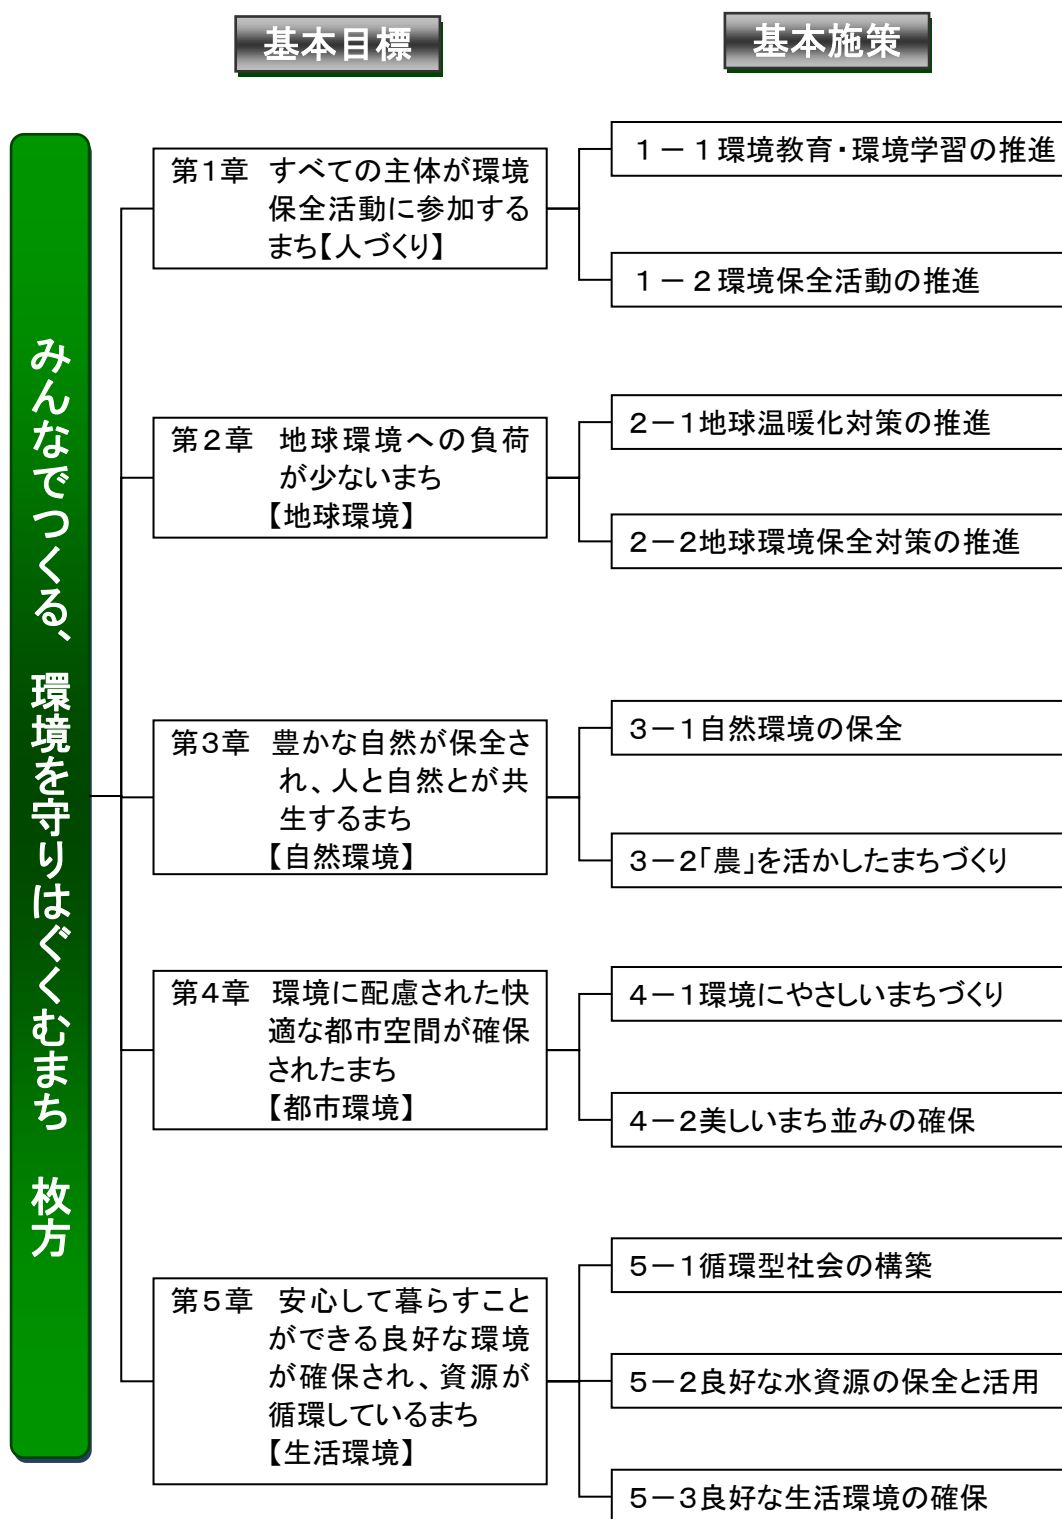 基本目標
基本施策
みんなでつくる、環境を守りはぐくむまち　枚方
第1章　すべての主体が環境
保全活動に参加する
まち【人づくり】
1－1環境教育・環境学習の推進
1－2環境保全活動の推進
第2章　地球環境への負荷
が少ないまち
【地球環境】
2－1地球温暖化対策の推進
2－2地球環境保全対策の推進
第3章　豊かな自然が保全さ
れ、人と自然とが共
生するまち
【自然環境】
3－1自然環境の保全
3－2「農」を活かしたまちづくり
第4章　環境に配慮された快
適な都市空間が確保
されたまち
【都市環境】
4－1環境にやさしいまちづくり
4－2美しいまち並みの確保
第5章　安心して暮らすこと
ができる良好な環境
が確保され、資源が
循環しているまち
【生活環境】
5－1循環型社会の構築
5－2良好な水資源の保全と活用
5－3良好な生活環境の確保